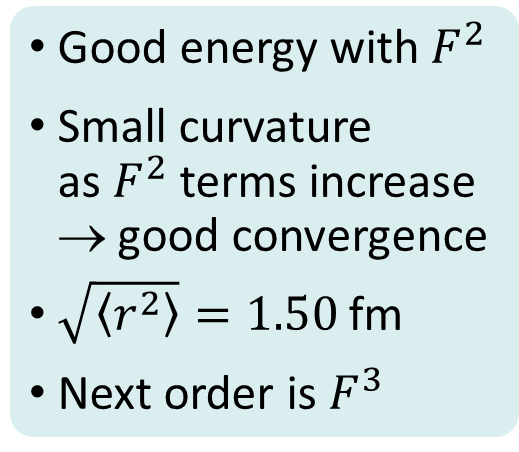 • Good energy with F²
• Small curvature
as F² terms increase
→ good convergence
• √⟨r²⟩ = 1.50 fm
• Next order is F³